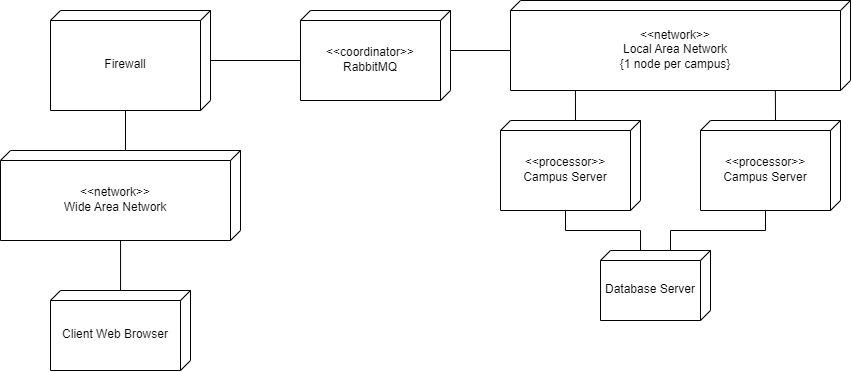 Firewall
<<coordinator>>
RabbitMQ
<<network>>
Local Area Network
{1 node per campus}
<<processor>>
Campus Server
<<processor>>
Campus Server
<<network>>
Wide Area Network
Database Server
Client Web Browser